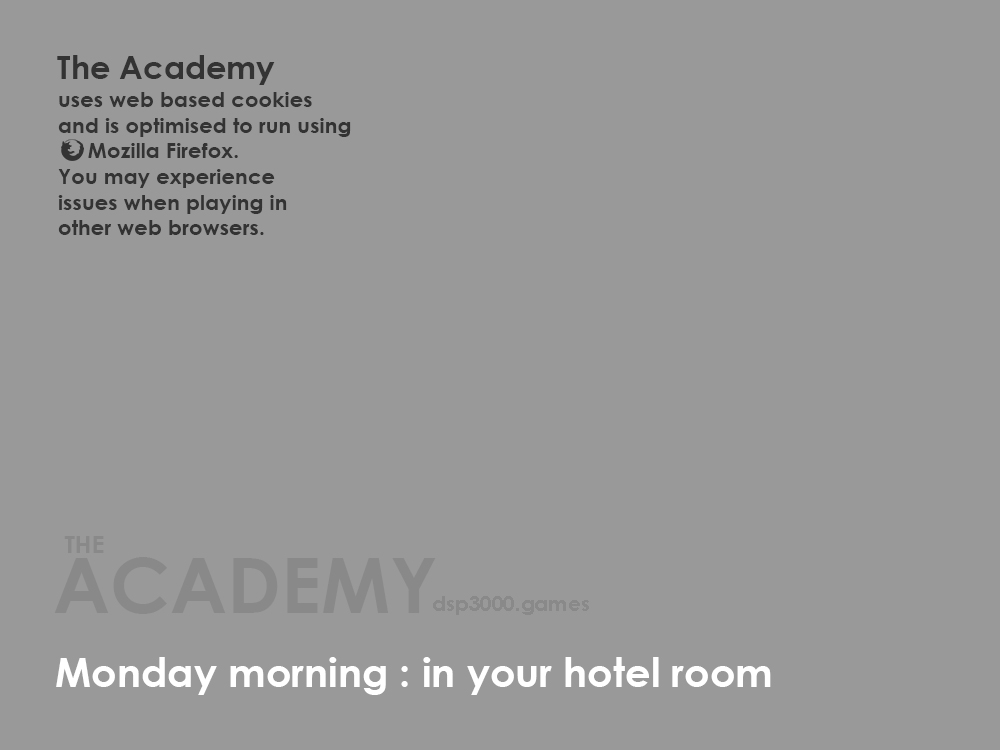 The Academy
uses web based cookies
and is optimised to run using
Mozilla Firefox.
You may experience
issues when playing in
other web browsers.
THE
ACADEMY dsp3000.games
Monday morning : in your hotel room